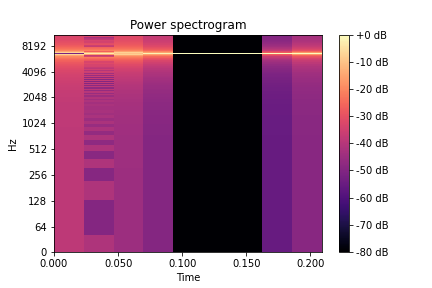 Power spectrogram
Hz
8192
4096
2048
1024
512
256
128
64
0
0.000
0.050
0.100
0.150
0.200
Time
+0 dB
-10 dB
-20 dB
-30 dB
-40 dB
-50 dB
-60 dB
-70 dB
-80 dB